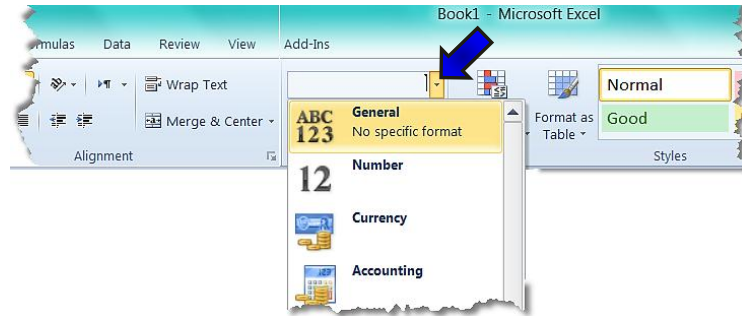 Book1 - Microsoft Excel
rmulas Data Review View Add-Ins
Wrap Text
Normal
ABC
123
General
No specific format
Merge & Center
Format as
Table
Good
Alignment
Styles
12
Number
Currency
Accounting